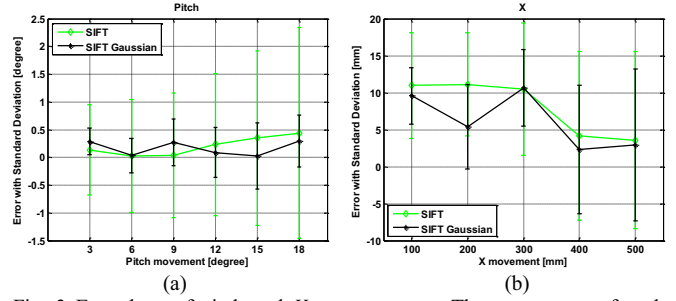 Pitch
2.5
2
1.5
1
0.5
0
-0.5
-1
-1.5
3 6 9 12 15 18
Error with Standard Deviation [degree]
Pitch movement [degree]
SIFT
SIFT Gaussian
(a)
X
20
15
10
5
0
-5
-10
100 200 300 400 500
Error with Standard Deviation [mm]
X movement [mm]
SIFT
SIFT Gaussian
(b)